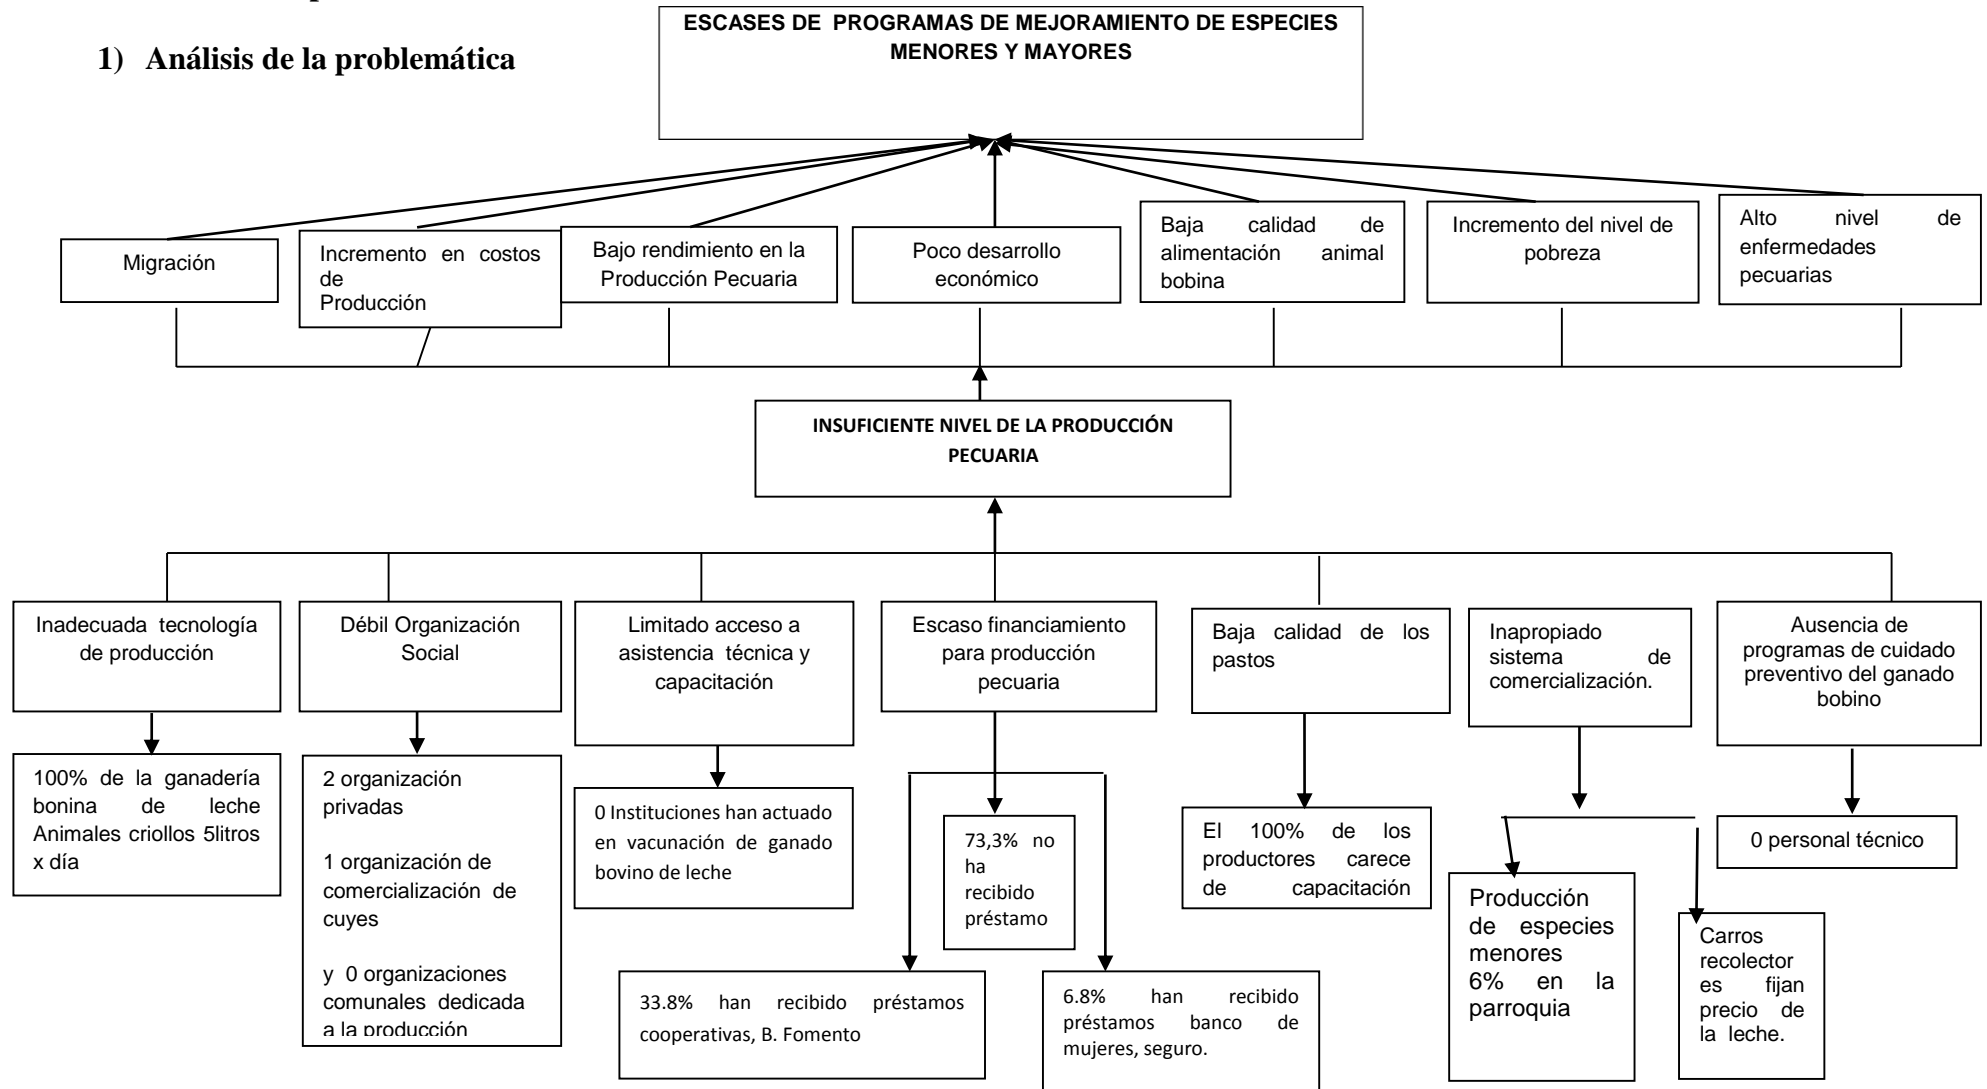 1) Análisis de la problemática
ESCASES DE PROGRAMAS DE MEJORAMIENTO DE ESPECIES
MENORES Y MAYORES
Migración
Incremento en costos
de
Producción
Bajo rendimiento en la
Producción Pecuaria
Poco desarrollo
económico
Baja calidad de
alimentación animal
bobina
Incremento del nivel de
pobreza
Alto nivel de
enfermedades
pecuarias
INSUFICIENTE NIVEL DE LA PRODUCCIÓN
PECUARIA
Inadecuada tecnología
de producción
Débil Organización
Social
Limitado acceso a
asistencia técnica y
capacitación
Escaso financiamiento
para producción
pecuaria
Baja calidad de los
pastos
Inapropiado
sistema de
comercialización.
Ausencia de
programas de cuidado
preventivo del ganado
bobino
100% de la ganadería
bonina de leche
Animales criollos 5litros
x día
2 organización
privadas
1 organización de
comercialización de
cuyes
y 0 organizaciones
comunales dedicada
a la producción
0 Instituciones han actuado
en vacunación de ganado
bovino de leche
73,3% no
ha
recibido
préstamo
33.8% han recibido préstamos
cooperativas, B. Fomento
6.8% han recibido
préstamos banco de
mujeres, seguro.
El 100% de los
productores carece
de capacitación
Producción
de especies
menores
6% en la
parroquia
Carros
recolector
es fijan
precio de
la leche.
0 personal técnico